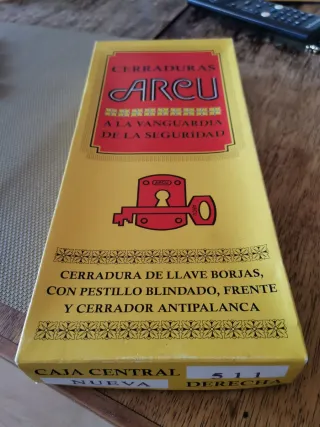 CERRADURAS
ARCU
A LA VANGUARDIA
DE LA SEGURIDAD
CERRADURA DE LLAVE BORJAS,
CON PESTILLO BLINDADO, FRENTE
Y CERRADOR ANTIPALANCA
CAJA CENTRAL 511
NUEVA DERECHA